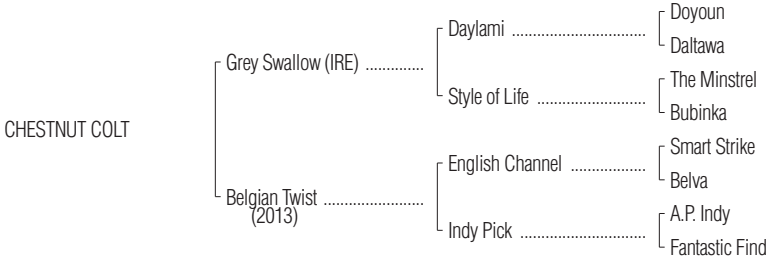 Doyoun
Daylami ................................
Daltawa
Grey Swallow (IRE) ..............
The Minstrel
Style of Life ..........................
Bubinka
CHESTNUT COLT
Smart Strike
English Channel ..................
Belva
Belgian Twist ........................
(2013)
A.P. Indy
Indy Pick ..............................
Fantastic Find